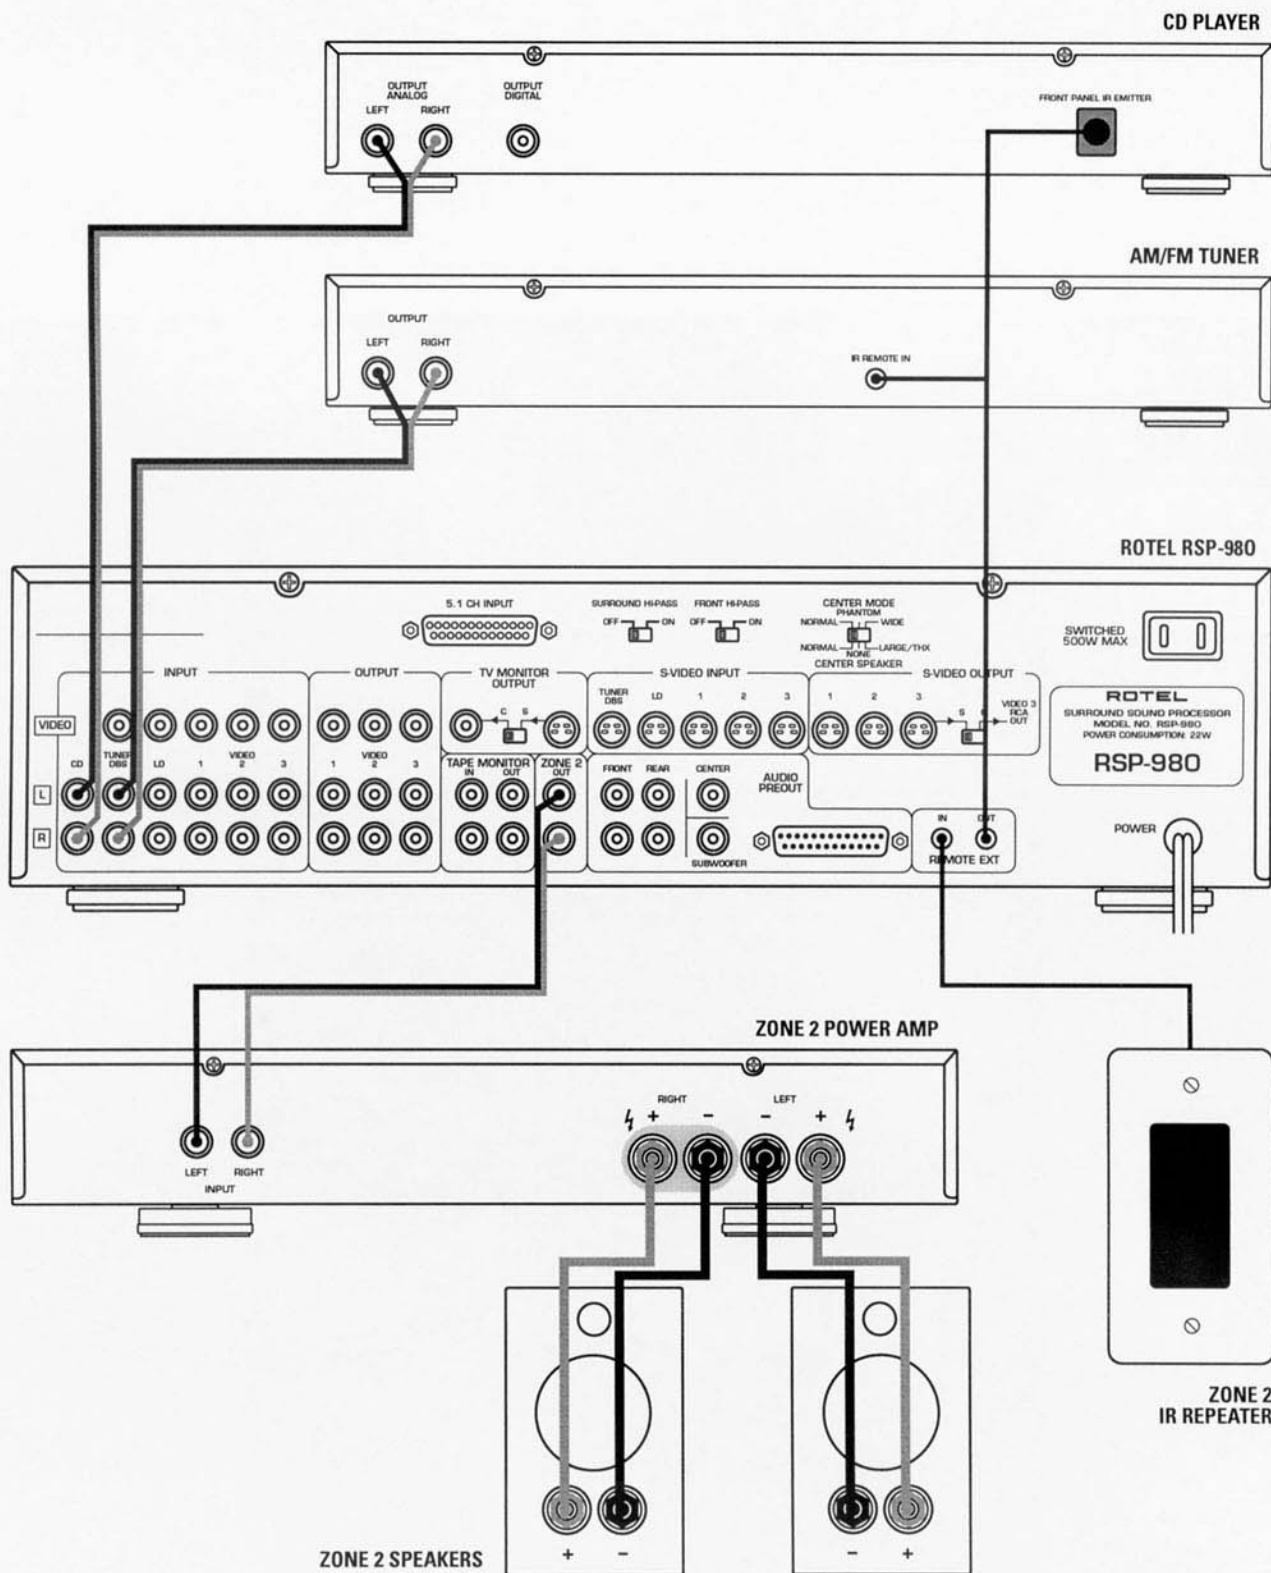 CD PLAYER
OUTPUT
ANALOG
LEFT RIGHT
OUTPUT
DIGITAL
FRONT PANEL IR EMITTER
AM/FM TUNER
OUTPUT
LEFT RIGHT
IR REMOTE IN
ROTEL RSP-980
5.1 CH INPUT
SURROUND HI-PASS
OFF ON
FRONT HI-PASS
OFF ON
CENTER MODE
PHANTOM
NORMAL WIDE
NORMAL LARGE/THX
NONE
CENTER SPEAKER
SWITCHED
500W MAX
INPUT
OUTPUT
TV MONITOR
OUTPUT
C S
S-VIDEO INPUT
TUNER
DBS
LD 1 2 3
S-VIDEO OUTPUT
1 2 3
S
VIDEO 3
RCA
OUT
ROTEL
SURROUND SOUND PROCESSOR
MODEL NO. RSP-980
POWER CONSUMPTION: 22W
RSP-980
VIDEO
CD
TUNER
DBS
LD 1
VIDEO
2
3
1
VIDEO
2
3
TAPE MONITOR
IN OUT
ZONE 2
OUT
FRONT REAR CENTER
AUDIO
PREOUT
L
R
SUBWOOFER
IN OUT
REMOTE EXT
POWER
ZONE 2 POWER AMP
RIGHT LEFT
+ − − +
LEFT RIGHT
INPUT
ZONE 2
IR REPEATER
ZONE 2 SPEAKERS
+ − − +